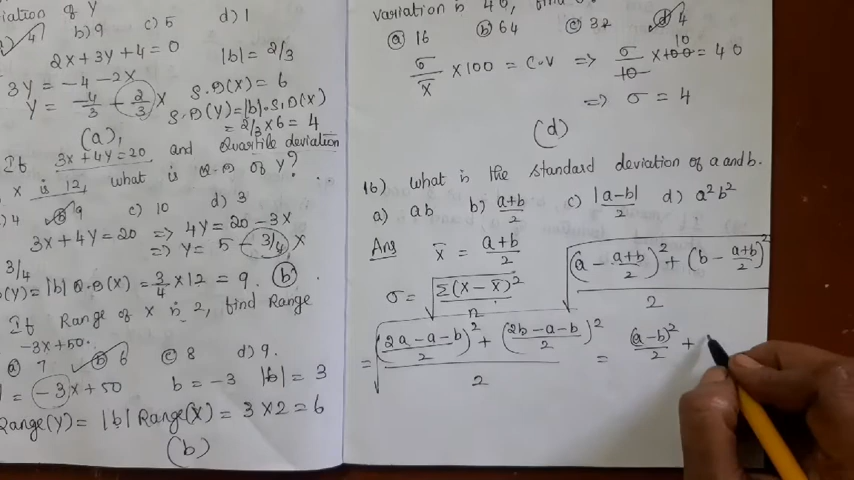 iation of Y
a) 4 b) 9 c) 5 d) 1
2x + 3y + 4 = 0 |b| = 2/3
3y = -4 - 2x
y = -4/3 - 2/3 x S.D(X) = 6
S.D(Y) = |b|. S.D(X)
= 2/3 x 6 = 4
(a),
If 3x + 4y = 20 and Quartile deviation
x is 12, what is Q.D of Y?
) 4 b) 9 c) 10 d) 3
3x + 4y = 20 => 4y = 20 - 3x
=> y = 5 - 3/4 x
3/4
(Y) = |b| Q.D(X) = 3/4 x 12 = 9. (b)
If Range of X is 2, find Range
-3x+50.
a) 7 b) 6 c) 8 d) 9.
= -3x + 50 b = -3 |b| = 3
Range(Y) = |b| Range(X) = 3 x 2 = 6
(b)
variation is 40,
a) 16 b) 64 c) 32 d) 4
σ/x̄ x 100 = C.V => σ/10 x 100 10 = 40
=> σ = 4
(d)
16) What is the standard deviation of a and b.
a) ab b) a+b/2 c) |a-b|/2 d) a²b²
Ans x̄ = a+b/2
σ = √Σ(x-x̄)²/n √(a - a+b/2)² + (b - a+b/2)²/2
= √(2a-a-b/2)² + (2b-a-b/2)²/2 = (a-b)²/2 +